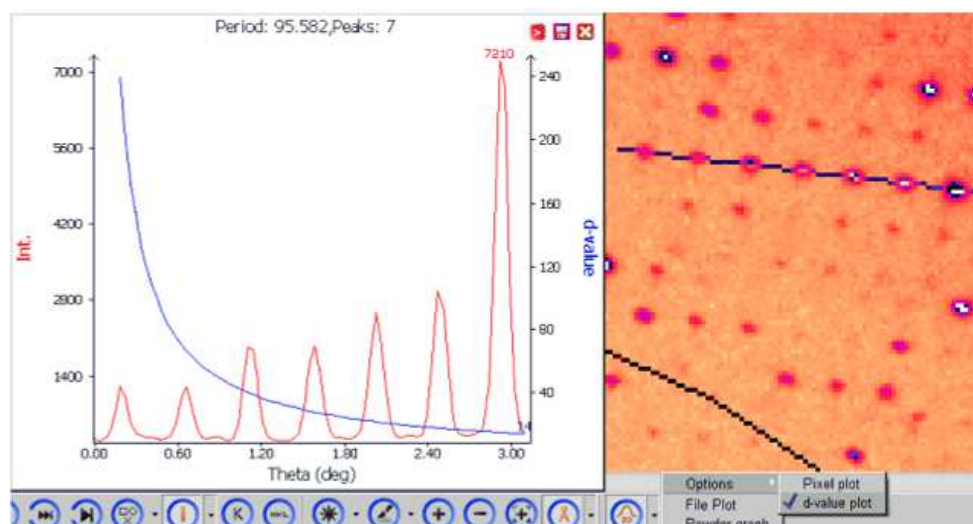 Period: 95.582,Peaks: 7
7210
7000
5600
4200
2800
1400
Int.
240
200
160
120
80
40
d-value
0.00 0.60 1.20 1.80 2.40 3.00
Theta (deg)
Options
Pixel plot
File Plot
d-value plot
K